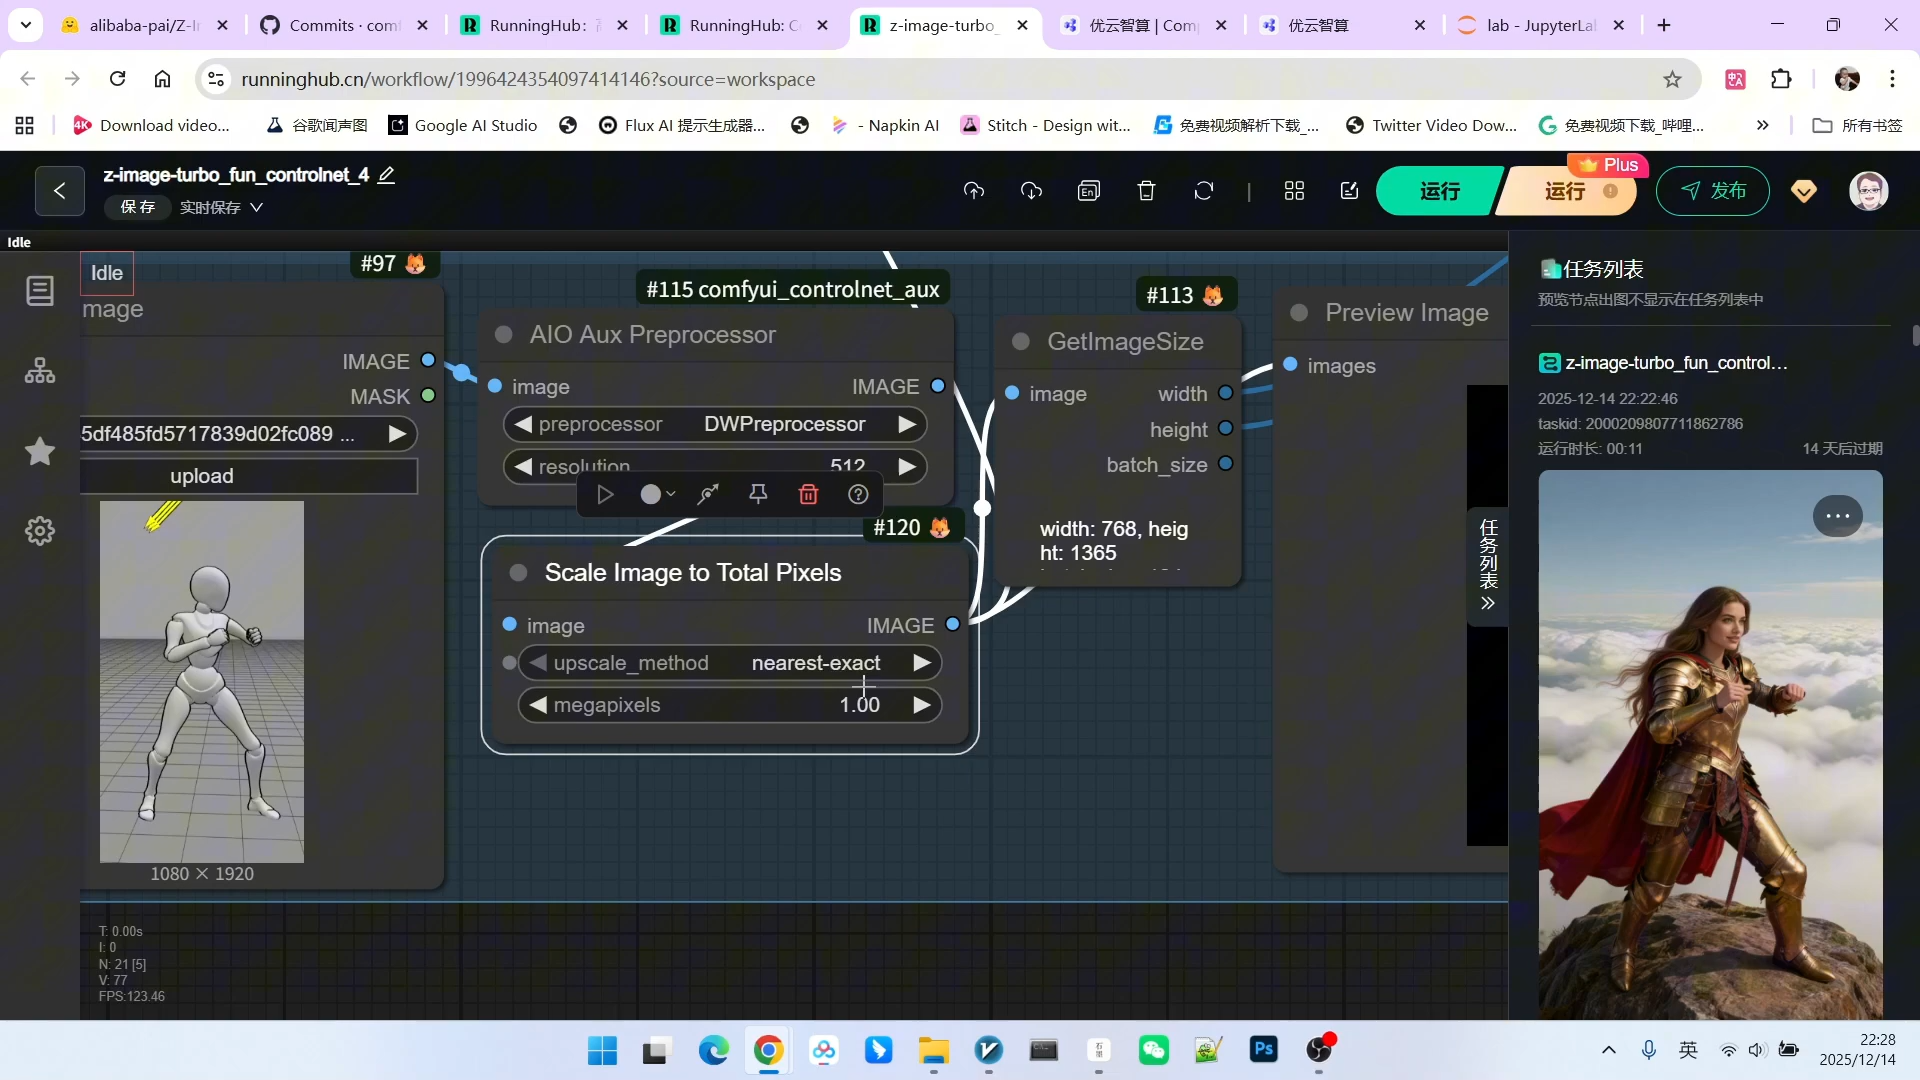 alibaba-pai/Z-I
Commits · com
RunningHub:
RunningHub: C
z-image-turbo_
优云智算 | Com
优云智算
lab - JupyterLa
runninghub.cn/workflow/1996424354097414146?source=workspace
4K Download video...
谷歌闻声图
Google AI Studio
Flux AI 提示生成器...
- Napkin AI
Stitch - Design wit...
免费视频解析下载_...
Twitter Video Dow...
免费视频下载_哔哩...
所有书签
z-image-turbo_fun_controlnet_4
保存
实时保存
En
运行
运行
Plus
发布
Idle
Idle
#97
mage
IMAGE
MASK
5df485fd5717839d02fc089 ...
upload
1080 × 1920
#115 comfyui_controlnet_aux
AIO Aux Preprocessor
image
IMAGE
preprocessor
DWPreprocessor
resolution
512
#120
Scale Image to Total Pixels
image
IMAGE
upscale_method
nearest-exact
megapixels
1.00
#113
GetImageSize
image
width
height
batch_size
width: 768, heig
ht: 1365
Preview Image
images
任务列表
任务列表
预览节点出图不显示在任务列表中
z-image-turbo_fun_control...
2025-12-14 22:22:46
taskid: 2000209807711862786
运行时长: 00:11
14 天后过期
T: 0.00s
I: 0
N: 21 [5]
V: 77
FPS:123.46
Ps
英
22:28
2025/12/14